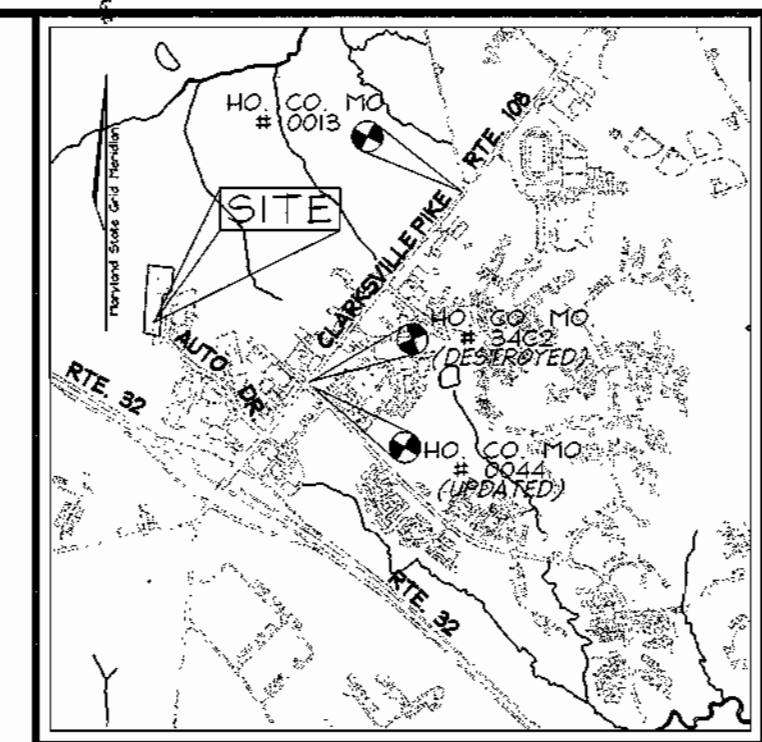 HO. CO. MO
# 0013
RTE. 108
Maryland State Grid Meridian
SITE
CLARKSVILLE PIKE
HO. CO. MO
# 34C2
(DESTROYED)
AUTO DR
RTE. 32
HO. CO. MO
# 0044
(UPDATED)
RTE. 32